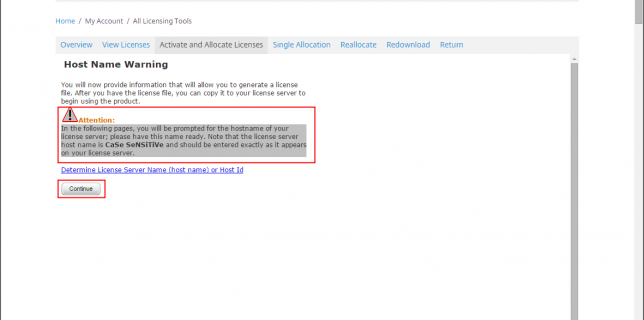 Home / My Account / All Licensing Tools
Overview View Licenses Activate and Allocate Licenses Single Allocation Reallocate Redownload Return
Host Name Warning
You will now provide information that will allow you to generate a license
file. After you have the license file, you can copy it to your license server to
begin using the product.
Attention:
In the following pages, you will be prompted for the hostname of your
license server; please have this name ready. Note that the license server
host name is CaSe SeNSiTiVe and should be entered exactly as it appears
on your license server.
Determine License Server Name (host name) or Host Id
Continue